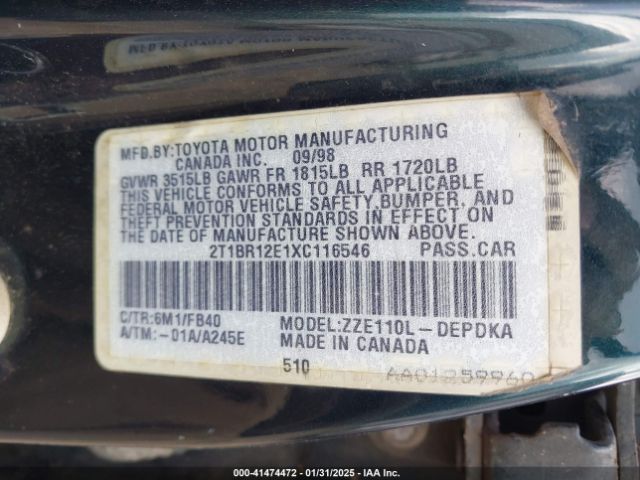 MFD.BY:TOYOTA MOTOR MANUFACTURING
CANADA INC. 09/98
GVWR 3515LB GAWR FR 1815LB RR 1720LB
THIS VEHICLE CONFORMS TO ALL APPLICABLE
FEDERAL MOTOR VEHICLE SAFETY,BUMPER, AND
THEFT PREVENTION STANDARDS IN EFFECT ON
THE DATE OF MANUFACTURE SHOWN ABOVE.
2T1BR12E1XC116546 PASS.CAR
C/TR:6M1/FB40 MODEL:ZZE110L-DEPDKA
A/TM:-01A/A245E MADE IN CANADA
510 AA01259960
000-41474472 - 01/31/2025 - IAA Inc.